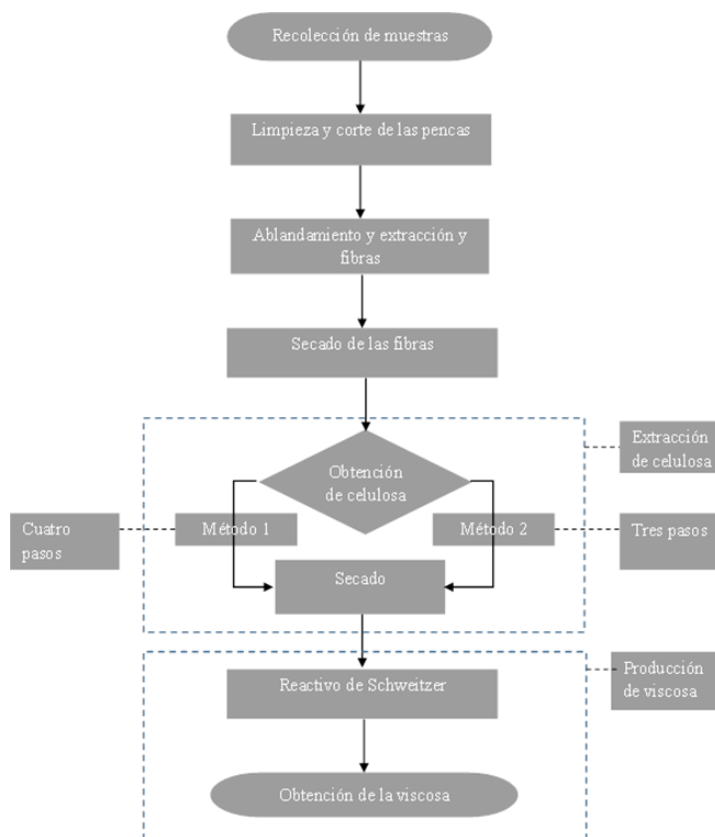 Recolección de muestras
Limpieza y corte de las pencas
Ablandamiento y extracción y
fibras
Secado de las fibras
Extracción
de celulosa
Obtención
de celulosa
Cuatro
pasos
Método 1
Método 2
Tres pasos
Secado
Producción
de viscosa
Reactivo de Schweitzer
Obtención de la viscosa